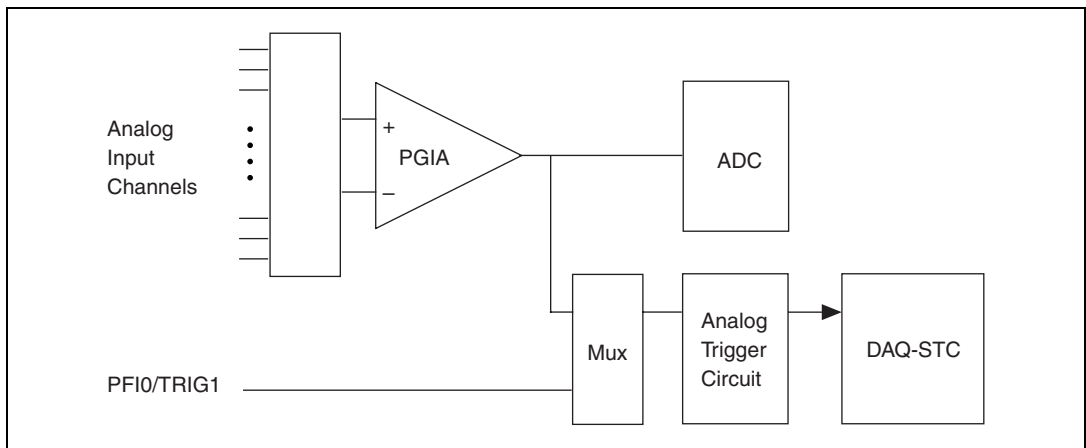 Analog
Input
Channels
+
PGIA
–
ADC
Mux
Analog
Trigger
Circuit
DAQ-STC
PFI0/TRIG1